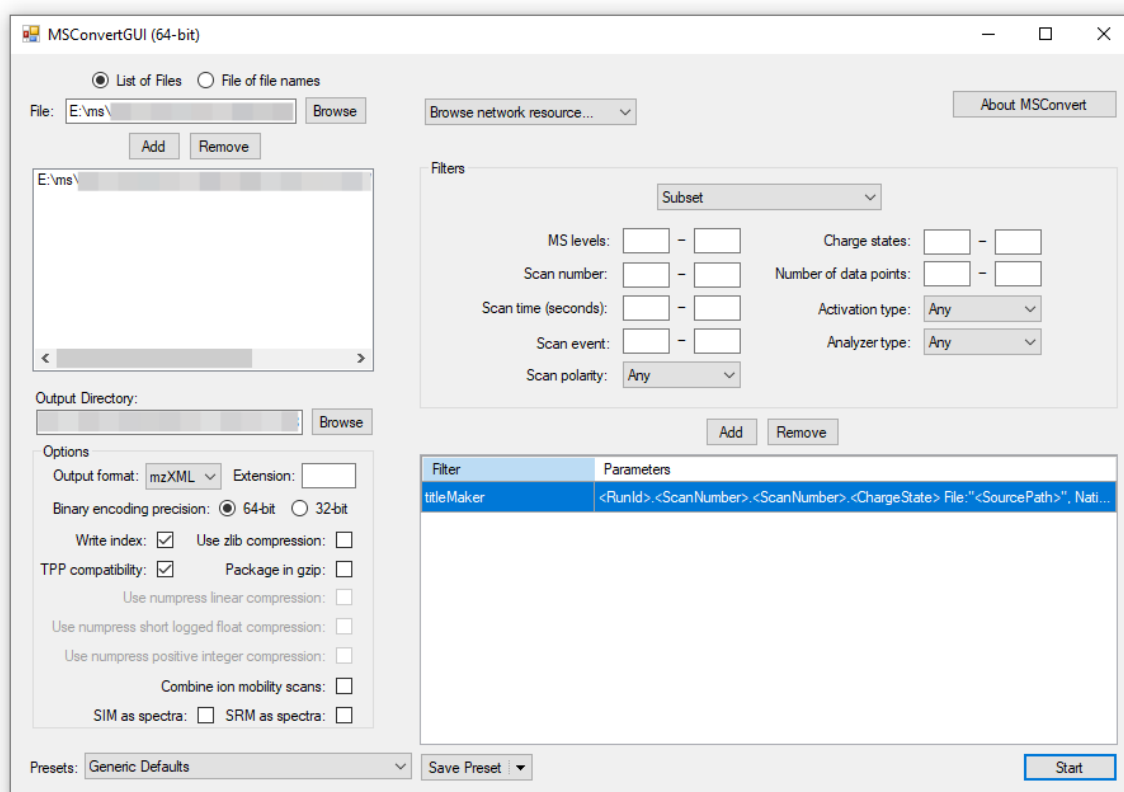 MSConvertGUI (64-bit)
List of Files File of file names
File: E:\ms\ Browse
Browse network resource... About MSConvert
Add Remove
E:\ms\
Filters
Subset
MS levels: – Charge states: –
Scan number: – Number of data points: –
Scan time (seconds): – Activation type: Any
Scan event: – Analyzer type: Any
Scan polarity: Any
Output Directory:
Browse
Add Remove
Options
Output format: mzXML Extension:
Binary encoding precision: 64-bit 32-bit
Write index: Use zlib compression:
TPP compatibility: Package in gzip:
Use numpress linear compression:
Use numpress short logged float compression:
Use numpress positive integer compression:
Combine ion mobility scans:
SIM as spectra: SRM as spectra:
Filter Parameters
titleMaker <RunId>.<ScanNumber>.<ScanNumber>.<ChargeState> File:"<SourcePath>", Nati...
Presets: Generic Defaults Save Preset Start